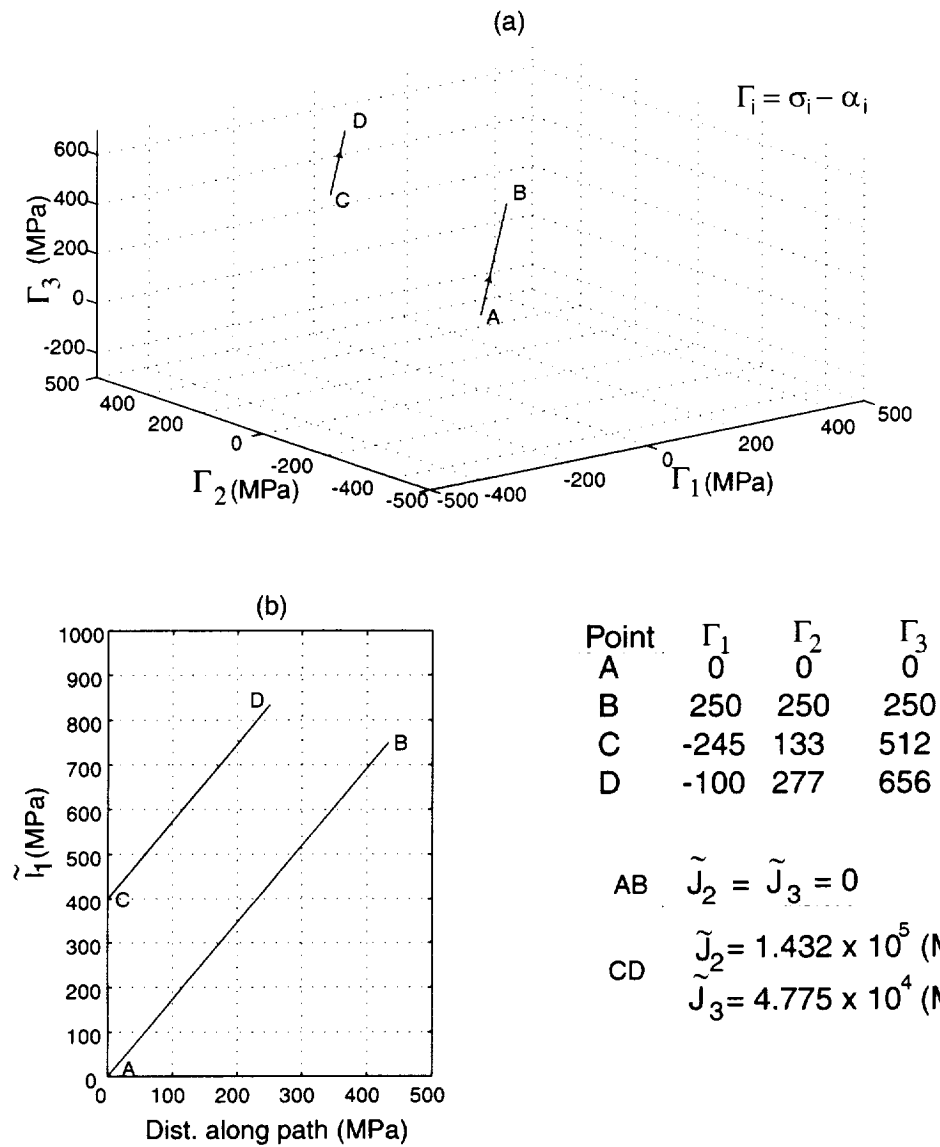 (a)
Γi = σi − αi
D
C
B
A
Γ3 (MPa)
600
400
200
0
-200
500
400
200
0
-200
-400
-500
Γ2 (MPa)
-500
-400
-200
0
200
400
500
Γ1 (MPa)
(b)
Ĩ1 (MPa)
1000
900
800
700
600
500
400
300
200
100
0
D
B
C
A
0 100 200 300 400 500
Dist. along path (MPa)
Point Γ1 Γ2 Γ3
A 0 0 0
B 250 250 250
C -245 133 512
D -100 277 656
AB J̃2 = J̃3 = 0
CD J̃2 = 1.432 x 10^5 (M
J̃3 = 4.775 x 10^4 (M